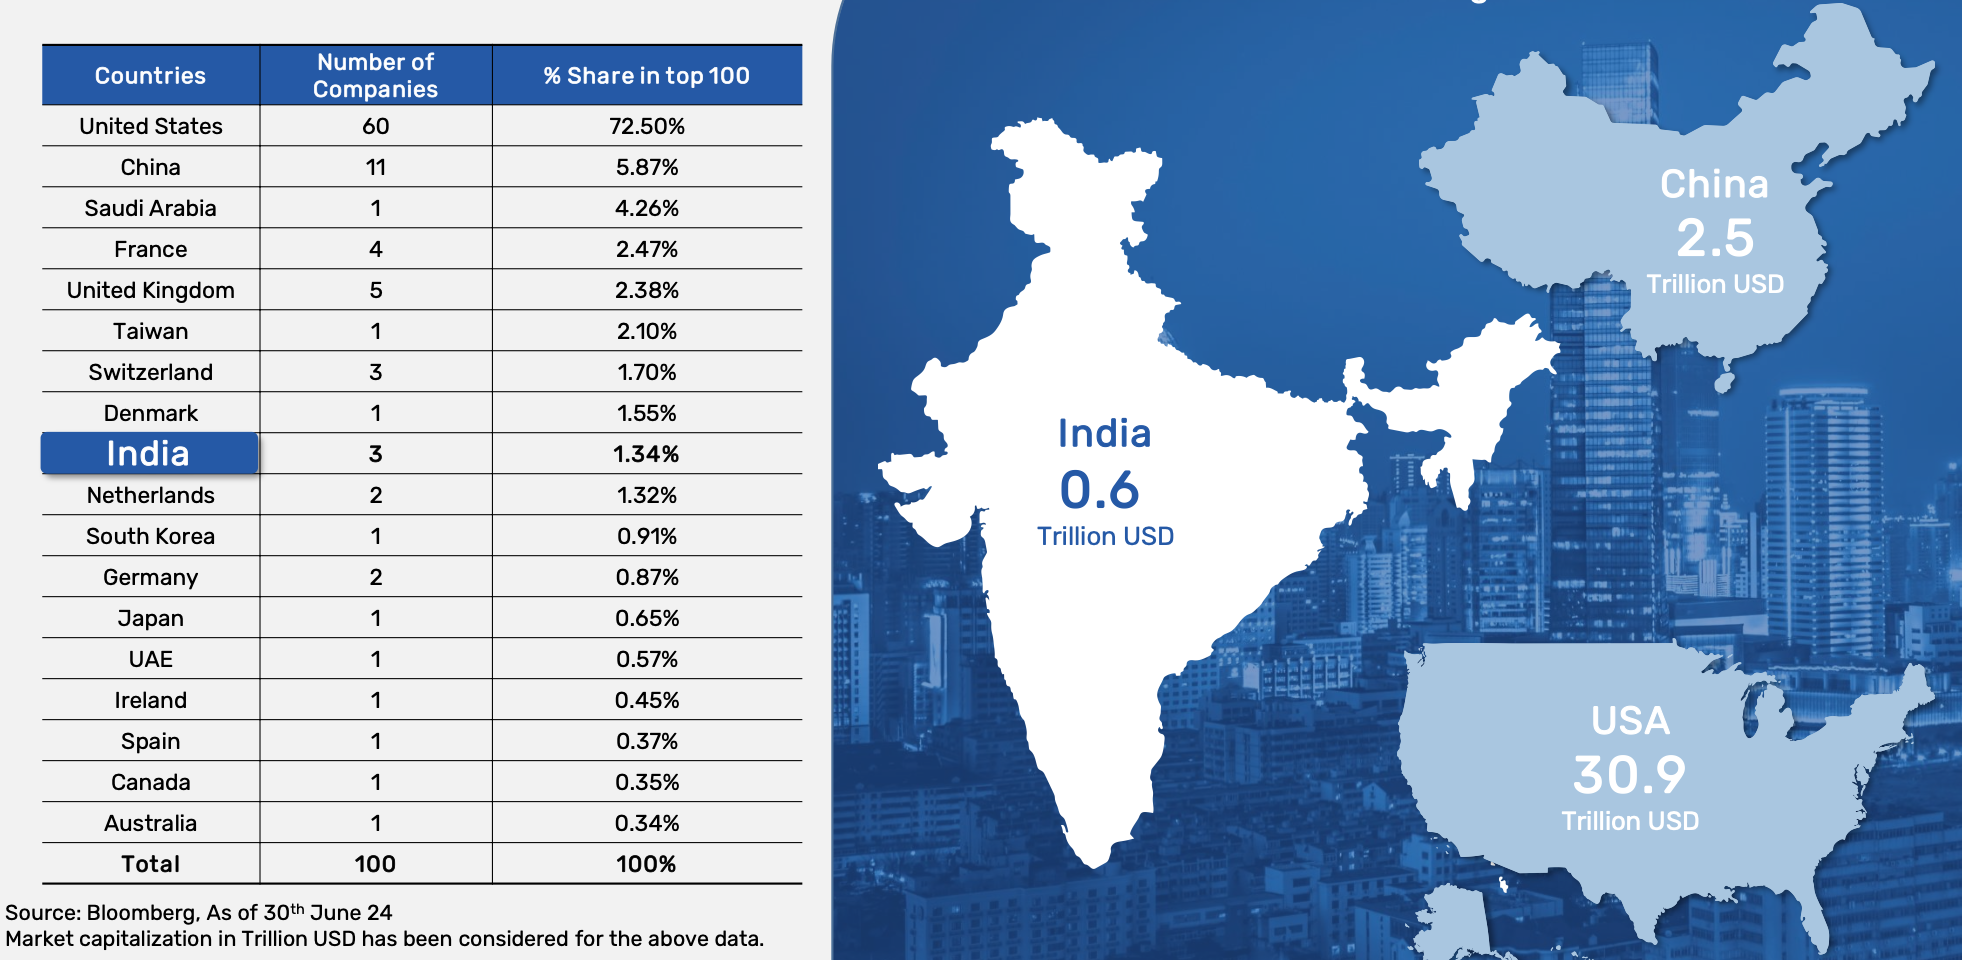 Countries Number of Companies % Share in top 100
United States 60 72.50%
China 11 5.87%
Saudi Arabia 1 4.26%
France 4 2.47%
United Kingdom 5 2.38%
Taiwan 1 2.10%
Switzerland 3 1.70%
Denmark 1 1.55%
India 3 1.34%
Netherlands 2 1.32%
South Korea 1 0.91%
Germany 2 0.87%
Japan 1 0.65%
UAE 1 0.57%
Ireland 1 0.45%
Spain 1 0.37%
Canada 1 0.35%
Australia 1 0.34%
Total 100 100%
Source: Bloomberg, As of 30th June 24
Market capitalization in Trillion USD has been considered for the above data.
India
0.6
Trillion USD
China
2.5
Trillion USD
USA
30.9
Trillion USD